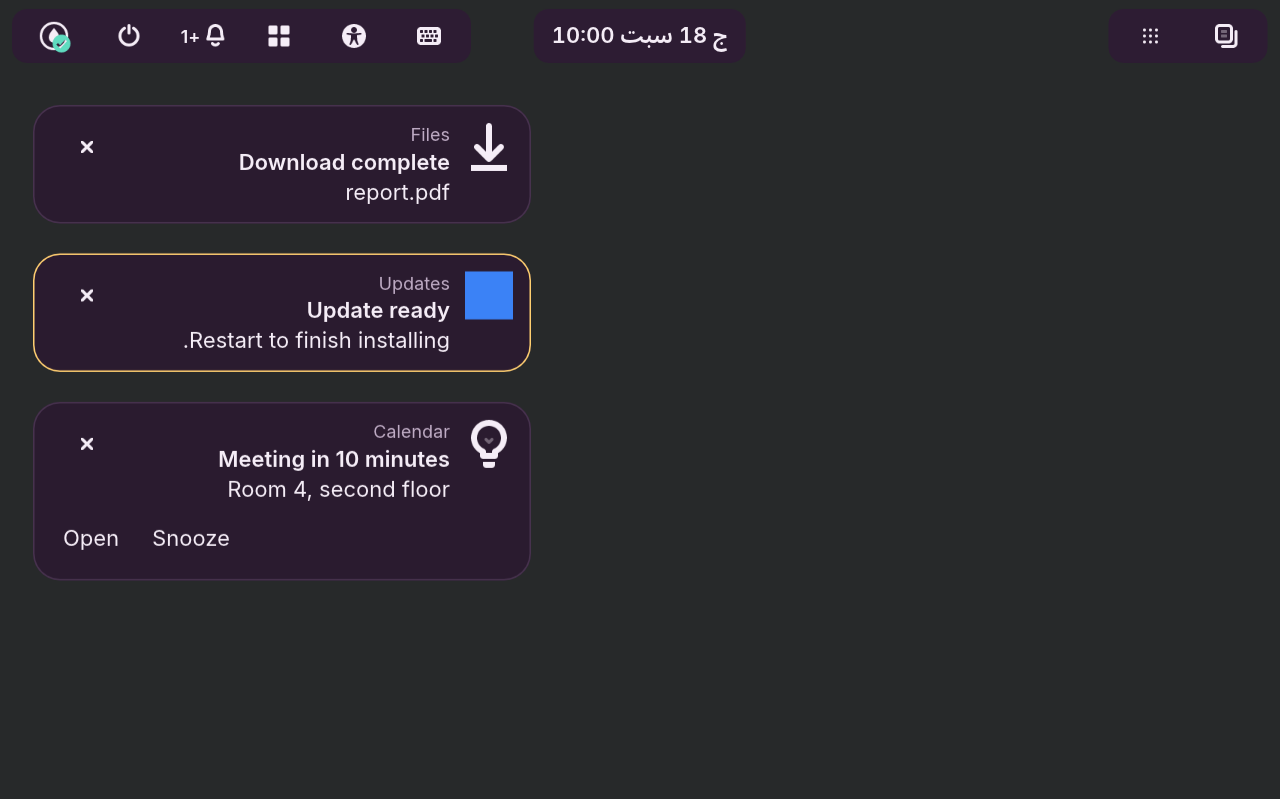 ج 18 سبت 10:00
1+
Files
Download complete
report.pdf
Updates
Update ready
.Restart to finish installing
Calendar
Meeting in 10 minutes
Room 4, second floor
Open Snooze